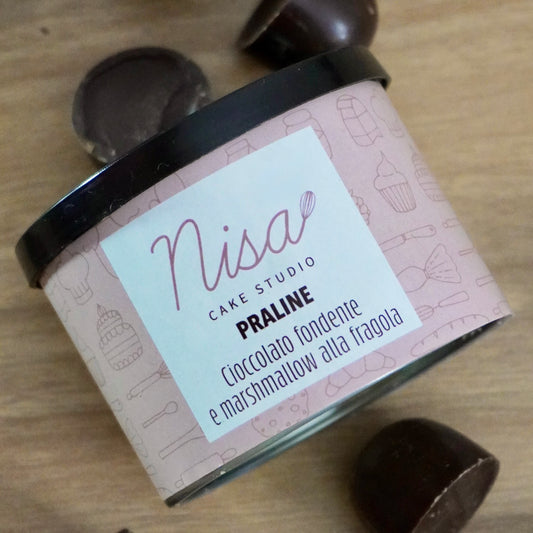 Nisa
CAKE STUDIO
PRALINE
Cioccolato fondente
e marshmallow alla fragola